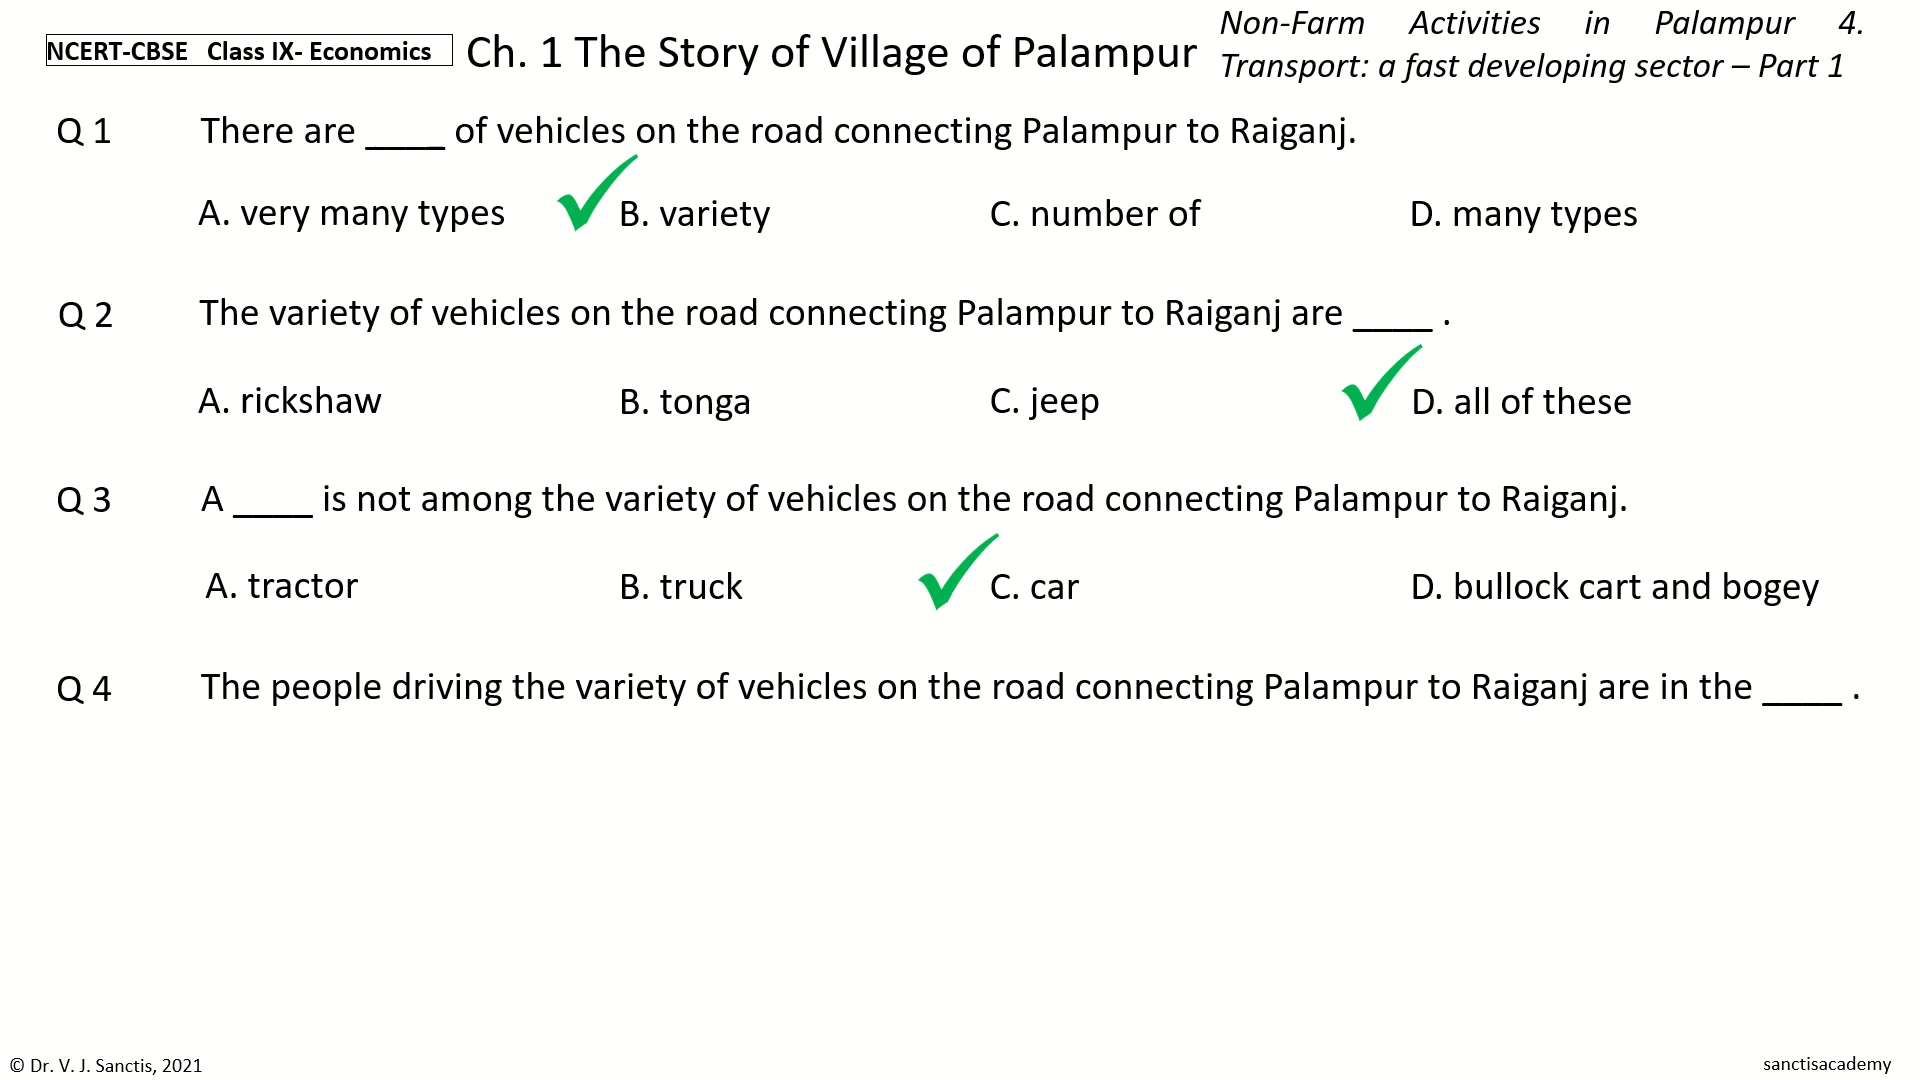 NCERT-CBSE Class IX- Economics
Ch. 1 The Story of Village of Palampur
Non-Farm Activities in Palampur 4.
Transport: a fast developing sector – Part 1
Q 1 There are ____ of vehicles on the road connecting Palampur to Raiganj.
A. very many types B. variety C. number of D. many types
Q 2 The variety of vehicles on the road connecting Palampur to Raiganj are ____ .
A. rickshaw B. tonga C. jeep D. all of these
Q 3 A ____ is not among the variety of vehicles on the road connecting Palampur to Raiganj.
A. tractor B. truck C. car D. bullock cart and bogey
Q 4 The people driving the variety of vehicles on the road connecting Palampur to Raiganj are in the ____ .
© Dr. V. J. Sanctis, 2021
sanctisacademy